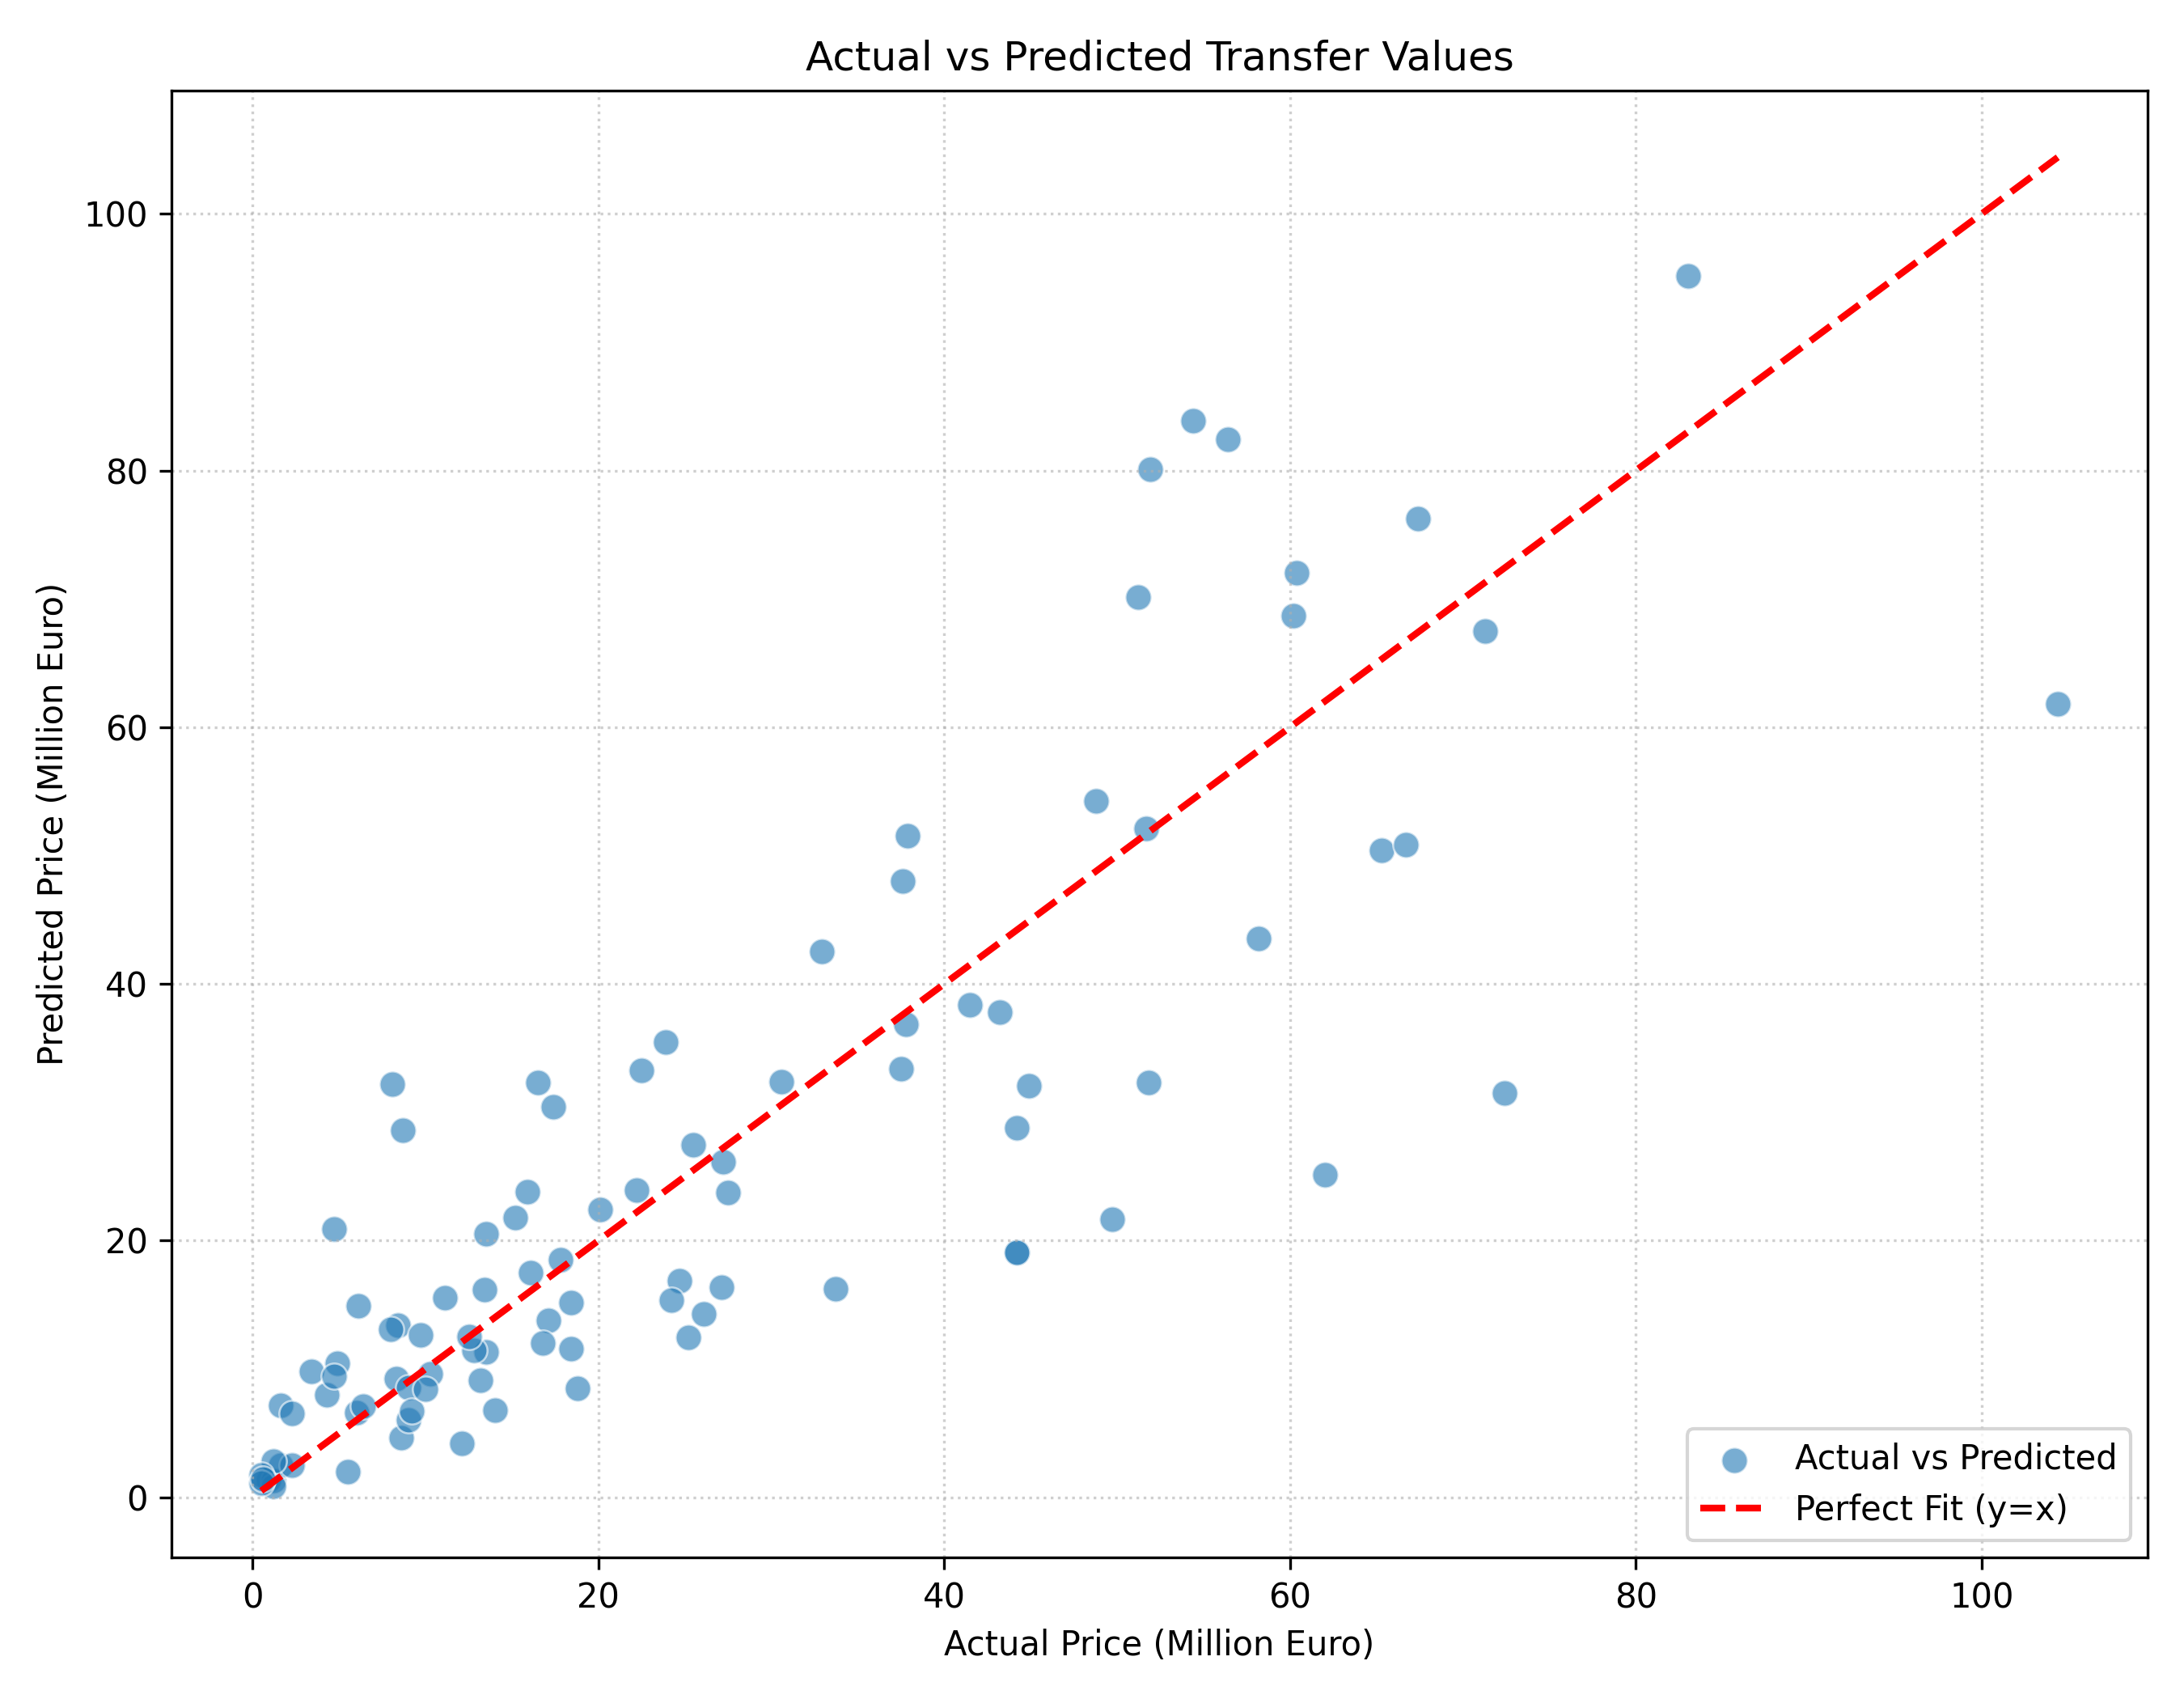 Actual vs Predicted Transfer Values
Predicted Price (Million Euro)
100
80
60
40
20
0
0 20 40 60 80 100
Actual Price (Million Euro)
Actual vs Predicted
Perfect Fit (y=x)